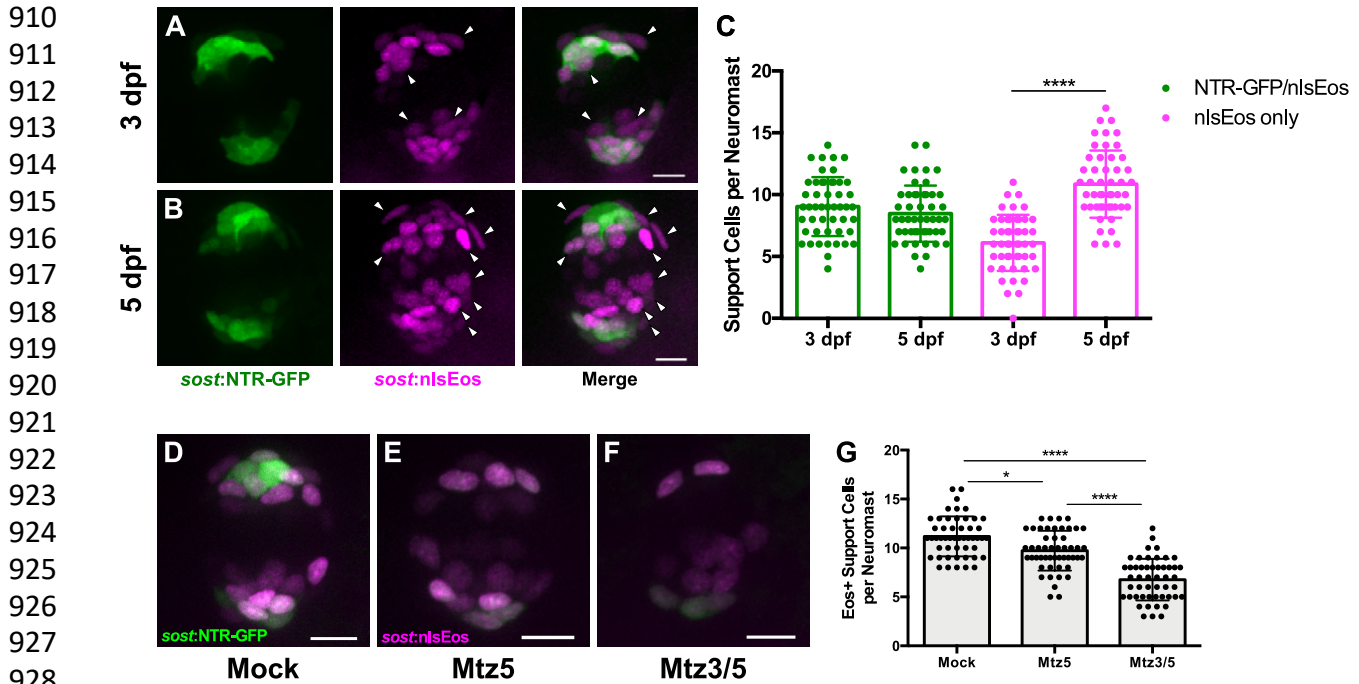 910
911
912
913
914
915
916
917
918
919
920
921
922
923
924
925
926
927
928
A
3 dpf
B
5 dpf
sost:NTR-GFP
sost:nlsEos
Merge
C
Support Cells per Neuromast
20
15
10
5
0
****
3 dpf
5 dpf
3 dpf
5 dpf
NTR-GFP/nlsEos
nlsEos only
D
sost:NTR-GFP
Mock
E
sost:nlsEos
Mtz5
F
Mtz3/5
G
Eos+ Support Cells
per Neuromast
20
15
10
5
0
****
*
****
Mock
Mtz5
Mtz3/5